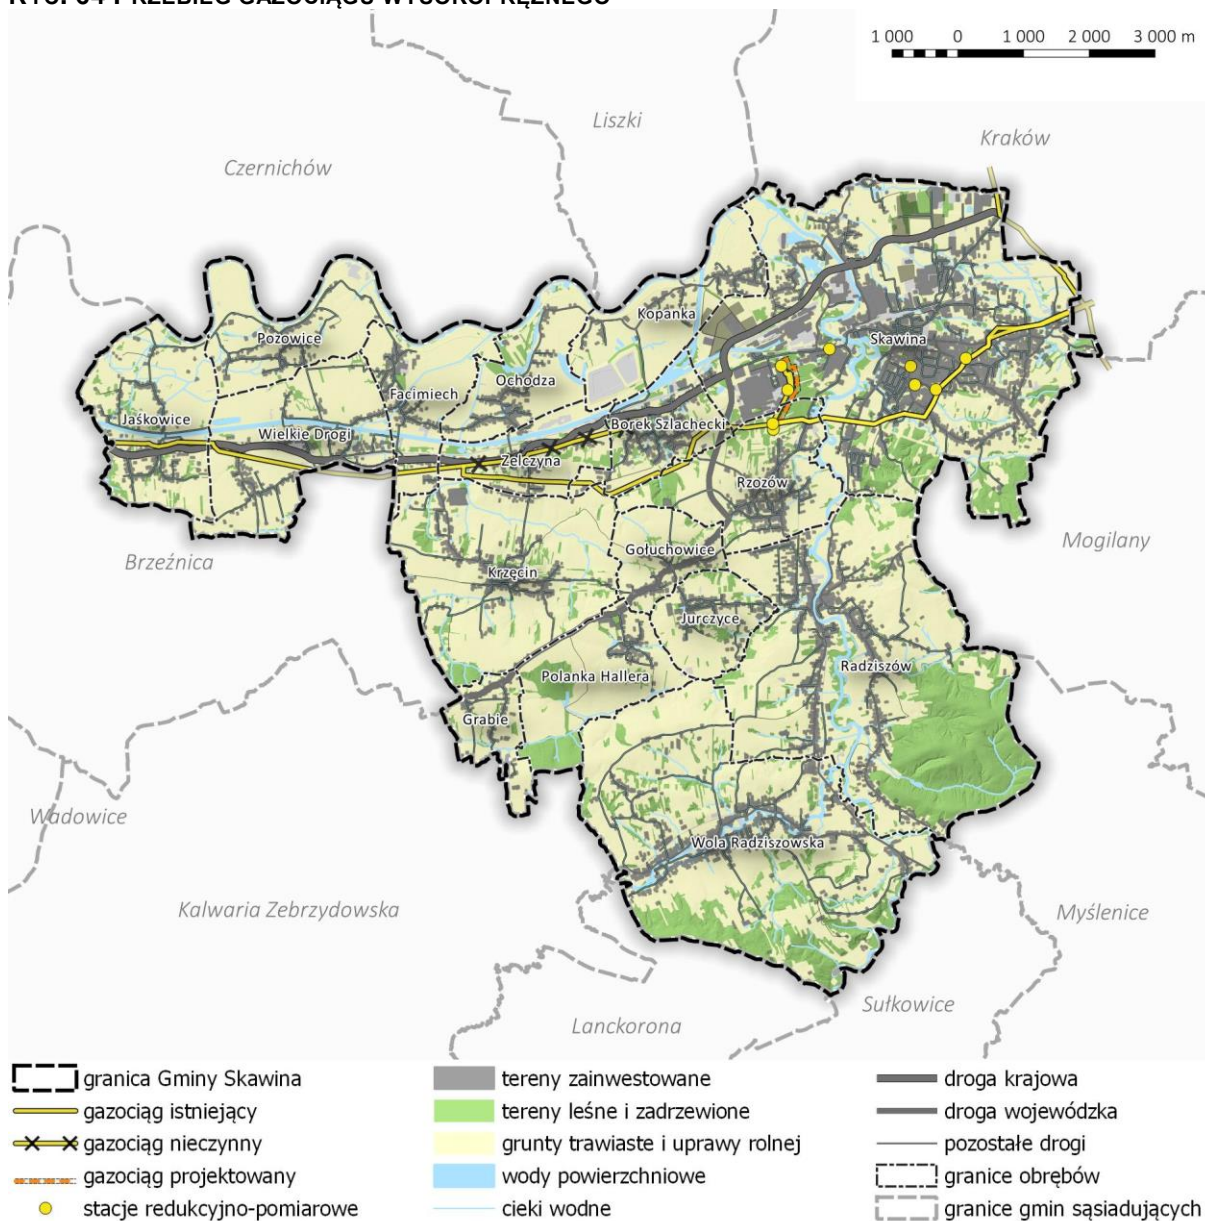 1 000 0 1 000 2 000 3 000 m
Liszki
Kraków
Czernichów
Kopanka
Pozowice
Skawina
Ochodza
Facimiech
Jaśkowice
Borek Szlachecki
Wielkie Drogi
Zelczyna
Rzozów
Mogilany
Gołuchowice
Brzeźnica
Krzęcin
Jurczyce
Radziszów
Polanka Hallera
Grabie
Wadowice
Wola Radziszowska
Kalwaria Zebrzydowska
Myślenice
Sułkowice
Lanckorona
granica Gminy Skawina
gazociąg istniejący
gazociąg nieczynny
gazociąg projektowany
stacje redukcyjno-pomiarowe
tereny zainwestowane
tereny leśne i zadrzewione
grunty trawiaste i uprawy rolnej
wody powierzchniowe
cieki wodne
droga krajowa
droga wojewódzka
pozostałe drogi
granice obrębów
granice gmin sąsiadujących